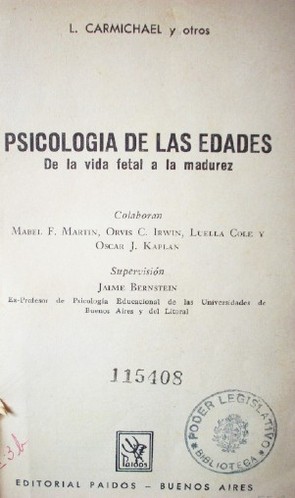 L. CARMICHAEL y otros
PSICOLOGIA DE LAS EDADES
De la vida fetal a la madurez
Colaboran
MABEL F. MARTIN, ORVIS C. IRWIN, LUELLA COLE Y
OSCAR J. KAPLAN
Supervisión
JAIME BERNSTEIN
Ex-Profesor de Psicología Educacional de las Universidades de
Buenos Aires y del Litoral
115408
PODER LEGISLATIVO
BIBLIOTECA
Paidós
EDITORIAL PAIDOS - BUENOS AIRES